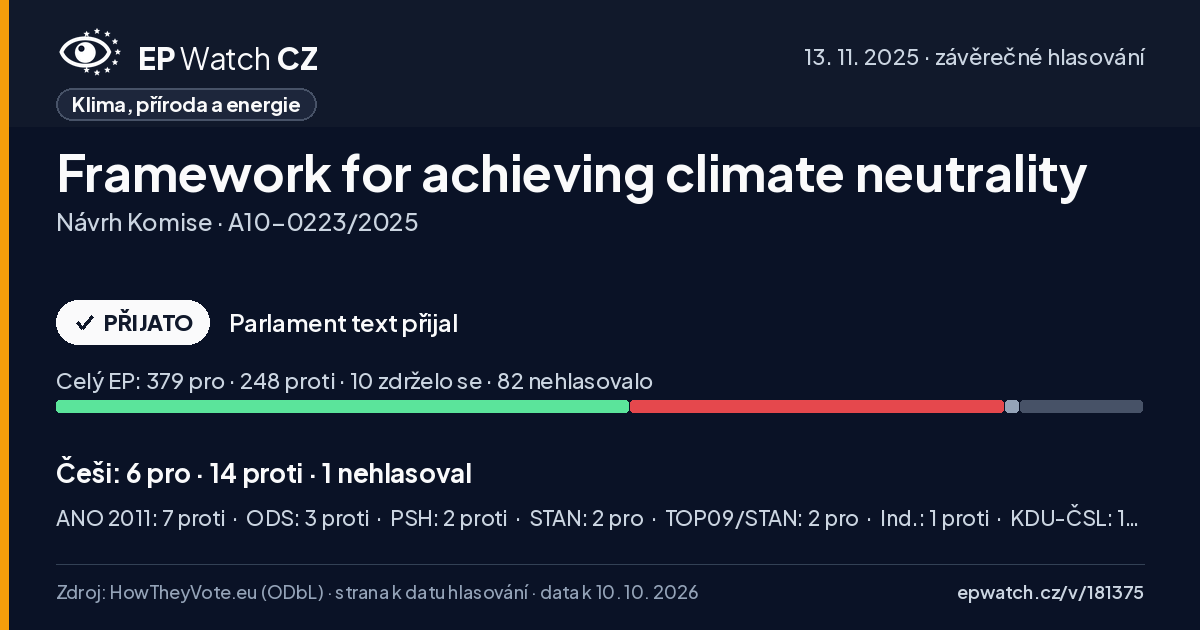 EP Watch CZ
13. 11. 2025 · závěrečné hlasování
Klima, příroda a energie
Framework for achieving climate neutrality
Návrh Komise · A10–0223/2025
✓ PŘIJATO Parlament text přijal
Celý EP: 379 pro · 248 proti · 10 zdrželo se · 82 nehlasovalo
Češi: 6 pro · 14 proti · 1 nehlasoval
ANO 2011: 7 proti · ODS: 3 proti · PSH: 2 proti · STAN: 2 pro · TOP09/STAN: 2 pro · Ind.: 1 proti · KDU-ČSL: 1…
Zdroj: HowTheyVote.eu (ODbL) · strana k datu hlasování · data k 10. 10. 2026
epwatch.cz/v/181375